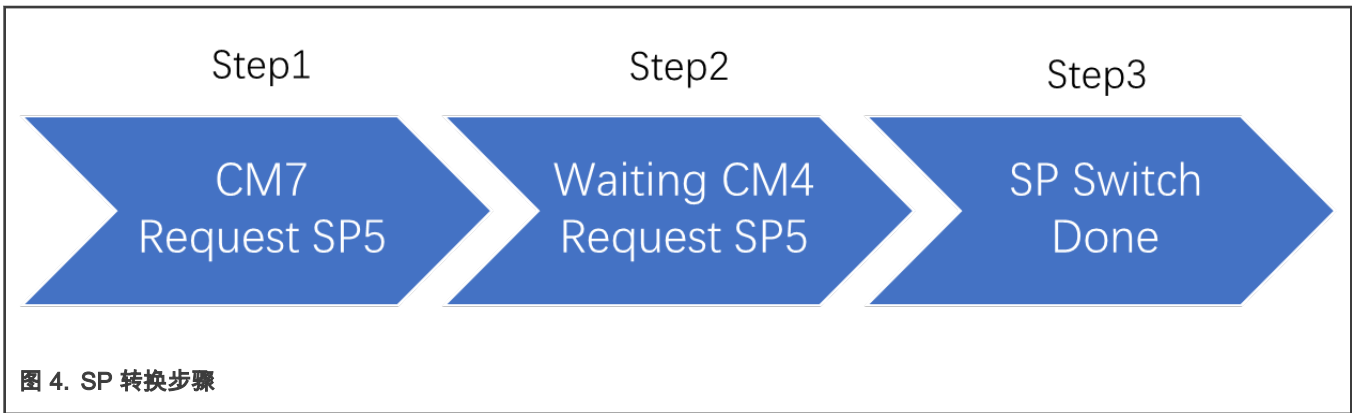 Step1
Step2
Step3
CM7
Request SP5
Waiting CM4
Request SP5
SP Switch
Done
图 4. SP 转换步骤